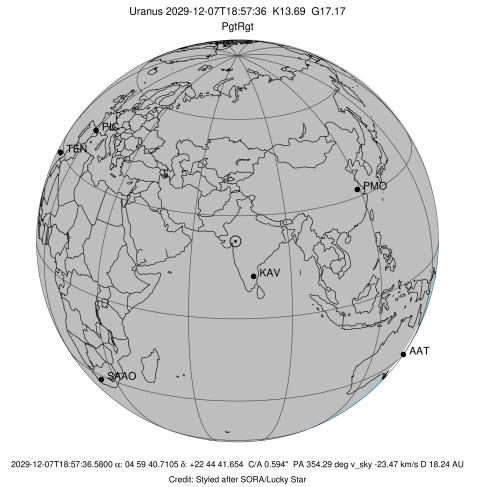 Uranus 2029-12-07T18:57:36 K13.69 G17.17
PgtRgt
PIC
TEN
PMO
KAV
AAT
SAAO
2029-12-07T18:57:36.5800 α: 04 59 40.7105 δ: +22 44 41.654 C/A 0.594" PA 354.29 deg v_sky -23.47 km/s D 18.24 AU
Credit: Styled after SORA/Lucky Star